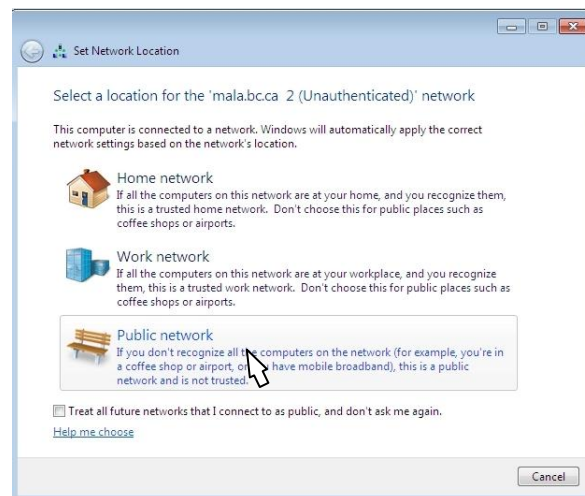 Set Network Location
Select a location for the 'mala.bc.ca  2 (Unauthenticated)' network
This computer is connected to a network. Windows will automatically apply the correct
network settings based on the network's location.
Home network
If all the computers on this network are at your home, and you recognize them,
this is a trusted home network.  Don't choose this for public places such as
coffee shops or airports.
Work network
If all the computers on this network are at your workplace, and you recognize
them, this is a trusted work network.  Don't choose this for public places such as
coffee shops or airports.
Public network
If you don't recognize all the computers on the network (for example, you're in
a coffee shop or airport, or have mobile broadband), this is a public
network and is not trusted.
Treat all future networks that I connect to as public, and don't ask me again.
Help me choose
Cancel